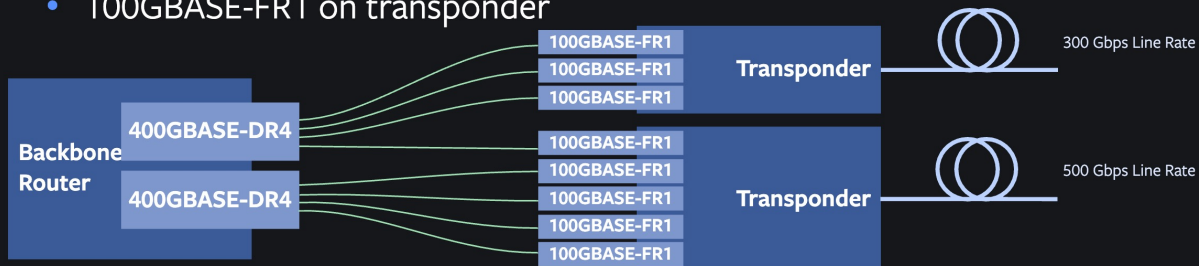 • 100GBASE-FR1 on transponder
Backbone
Router
400GBASE-DR4
400GBASE-DR4
100GBASE-FR1
100GBASE-FR1
100GBASE-FR1
Transponder
300 Gbps Line Rate
100GBASE-FR1
100GBASE-FR1
100GBASE-FR1
100GBASE-FR1
100GBASE-FR1
Transponder
500 Gbps Line Rate